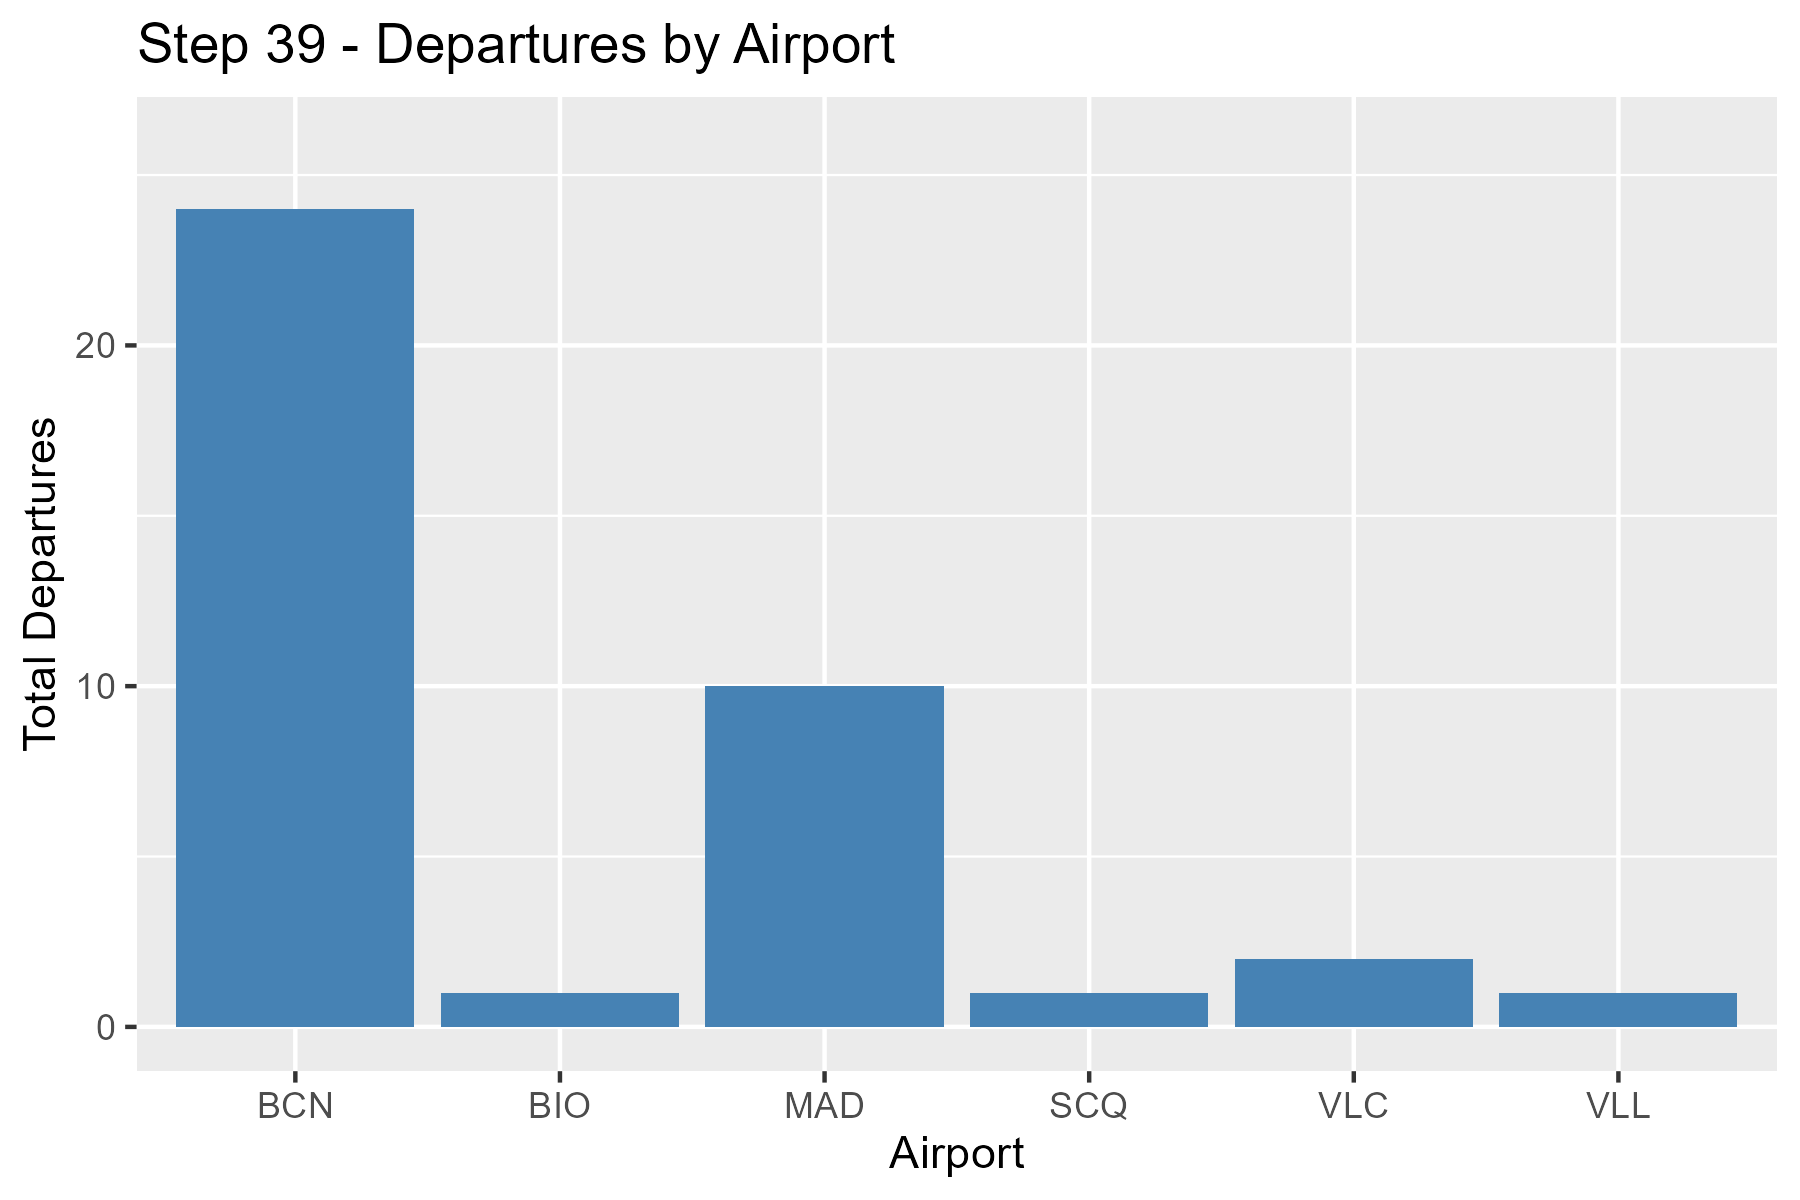 Step 39 - Departures by Airport
Total Departures
20
10
0
BCN BIO MAD SCQ VLC VLL
Airport